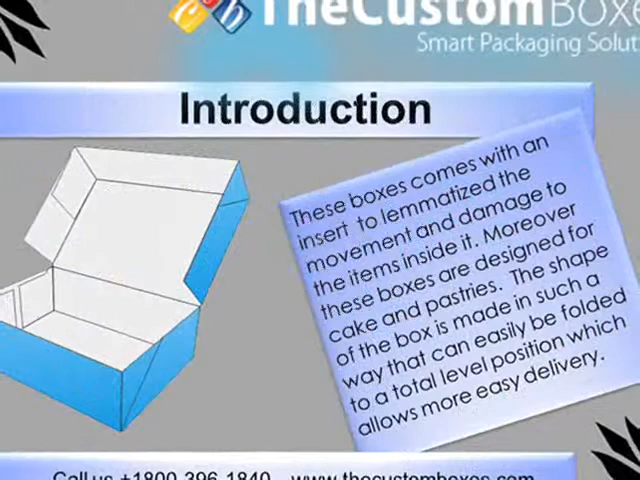 TheCustomBoxe
Smart Packaging Solut
Introduction
These boxes comes with an
insert to lemmatized the
movement and damage to
the items inside it. Moreover
these boxes are designed for
cake and pastries. The shape
of the box is made in such a
way that can easily be folded
to a total level position which
allows more easy delivery.
Call us +1800-396-1840 www.thecustomboxes.com